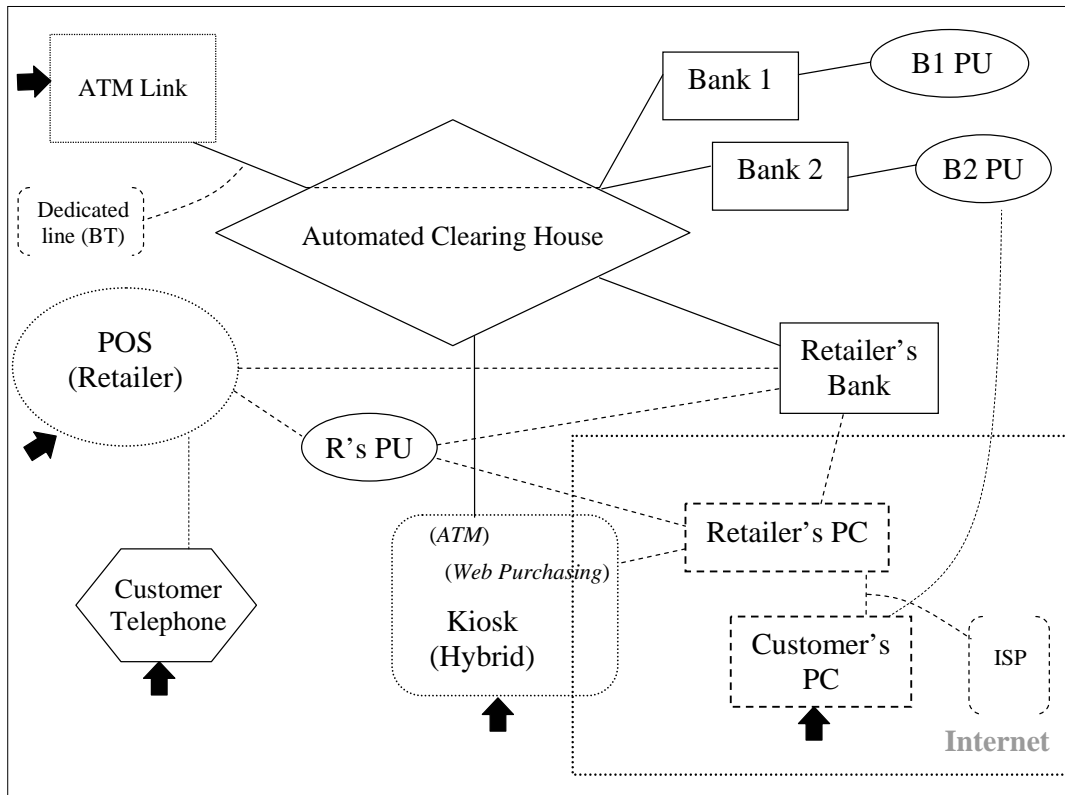 ATM Link
Bank 1
B1 PU
Bank 2
B2 PU
Dedicated
line (BT)
Automated Clearing House
POS
(Retailer)
Retailer’s
Bank
R’s PU
(ATM)
(Web Purchasing)
Kiosk
(Hybrid)
Retailer’s PC
Customer
Telephone
Customer’s
PC
ISP
Internet